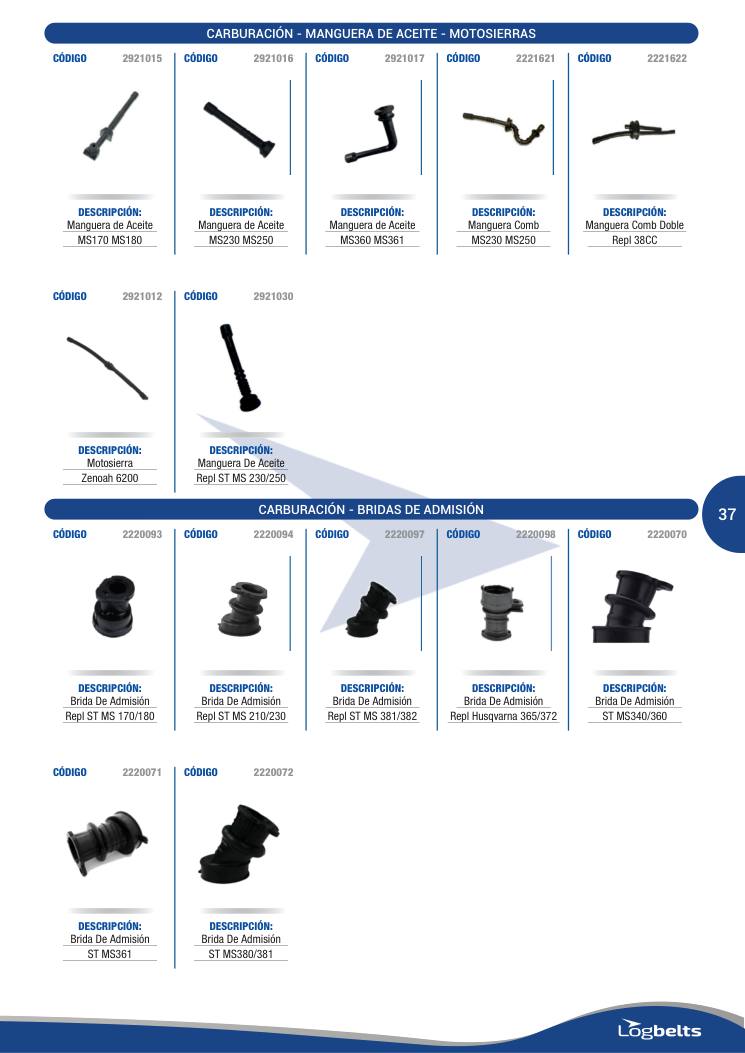 CARBURACIÓN - MANGUERA DE ACEITE - MOTOSIERRAS
CÓDIGO 2921015
DESCRIPCIÓN:
Manguera de Aceite
MS170 MS180
CÓDIGO 2921016
DESCRIPCIÓN:
Manguera de Aceite
MS230 MS250
CÓDIGO 2921017
DESCRIPCIÓN:
Manguera de Aceite
MS360 MS361
CÓDIGO 2221621
DESCRIPCIÓN:
Manguera Comb
MS230 MS250
CÓDIGO 2221622
DESCRIPCIÓN:
Manguera Comb Doble
Repl 38CC
CÓDIGO 2921012
DESCRIPCIÓN:
Motosierra
Zenoah 6200
CÓDIGO 2921030
DESCRIPCIÓN:
Manguera De Aceite
Repl ST MS 230/250
CARBURACIÓN - BRIDAS DE ADMISIÓN
37
CÓDIGO 2220093
DESCRIPCIÓN:
Brida De Admisión
Repl ST MS 170/180
CÓDIGO 2220094
DESCRIPCIÓN:
Brida De Admisión
Repl ST MS 210/230
CÓDIGO 2220097
DESCRIPCIÓN:
Brida De Admisión
Repl ST MS 381/382
CÓDIGO 2220098
DESCRIPCIÓN:
Brida De Admisión
Repl Husqvarna 365/372
CÓDIGO 2220070
DESCRIPCIÓN:
Brida De Admisión
ST MS340/360
CÓDIGO 2220071
DESCRIPCIÓN:
Brida De Admisión
ST MS361
CÓDIGO 2220072
DESCRIPCIÓN:
Brida De Admisión
ST MS380/381
Logbelts